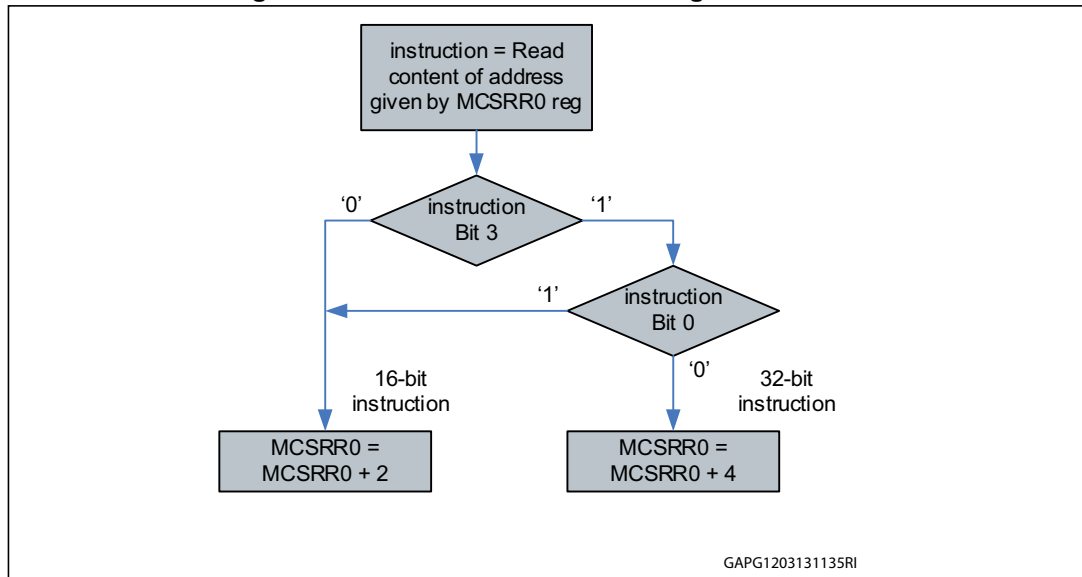 instruction = Read
content of address
given by MCSRR0 reg
‘0’
instruction
Bit 3
‘1’
‘1’
instruction
Bit 0
‘0’
16-bit
instruction
32-bit
instruction
MCSRR0 =
MCSRR0 + 2
MCSRR0 =
MCSRR0 + 4
GAPG1203131135RI